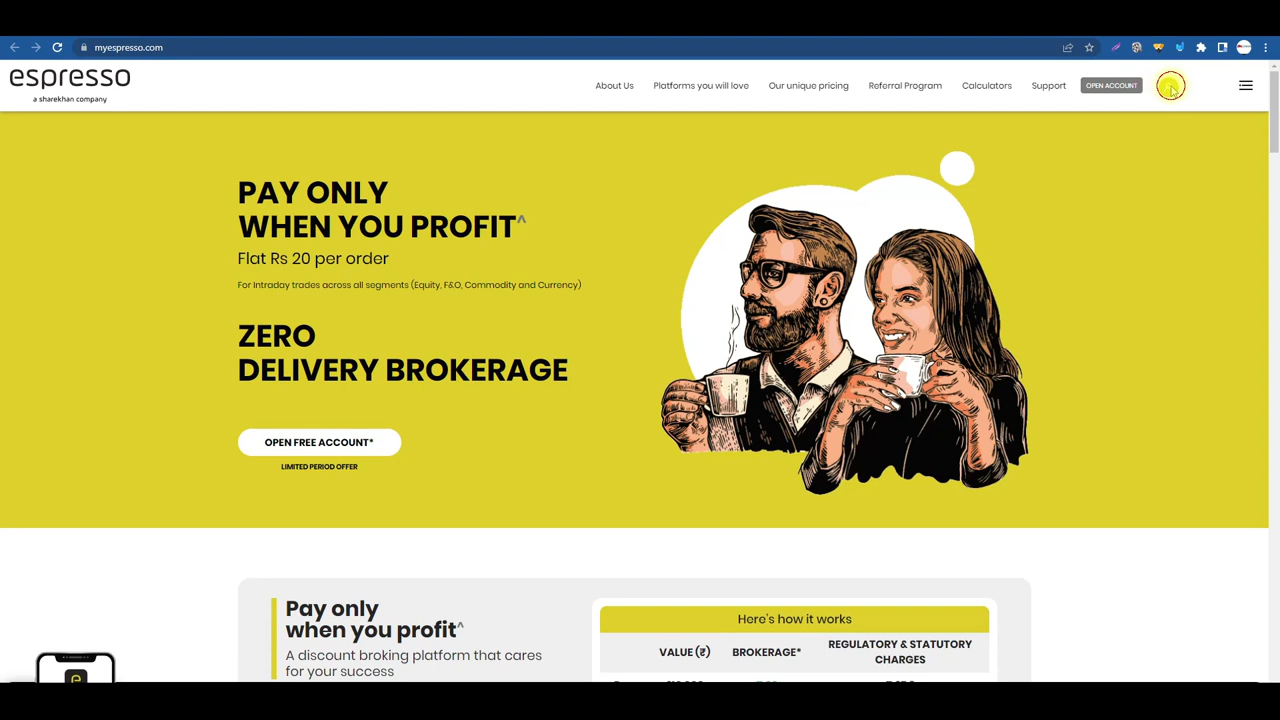 myespresso.com
espresso
a sharekhan company
About Us
Platforms you will love
Our unique pricing
Referral Program
Calculators
Support
OPEN ACCOUNT
PAY ONLY
WHEN YOU PROFIT^
Flat Rs 20 per order
For Intraday trades across all segments (Equity, F&O, Commodity and Currency)
ZERO
DELIVERY BROKERAGE
OPEN FREE ACCOUNT*
LIMITED PERIOD OFFER
Pay only
when you profit^
A discount broking platform that cares
for your success
Here's how it works
VALUE (₹)
BROKERAGE*
REGULATORY & STATUTORY
CHARGES
e